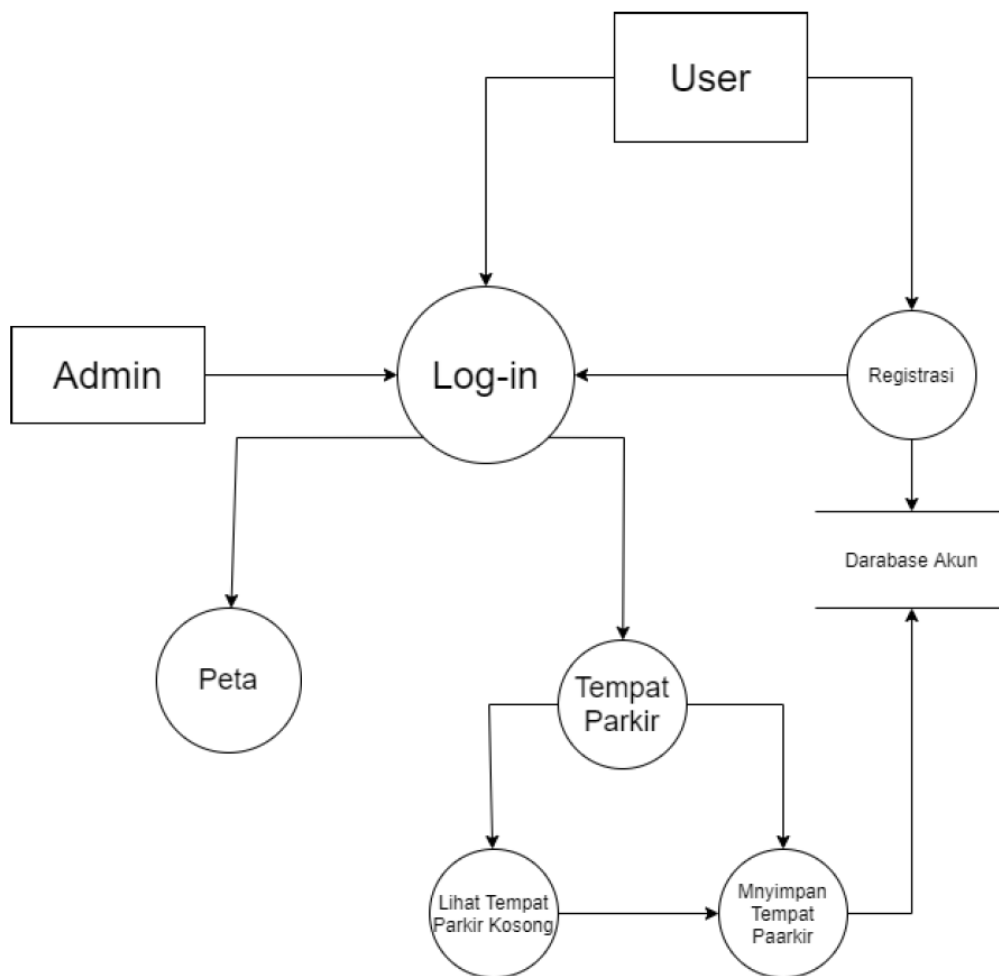 User
Admin
Log-in
Registrasi
Darabase Akun
Peta
Tempat
Parkir
Lihat Tempat
Parkir Kosong
Mnyimpan
Tempat
Paarkir